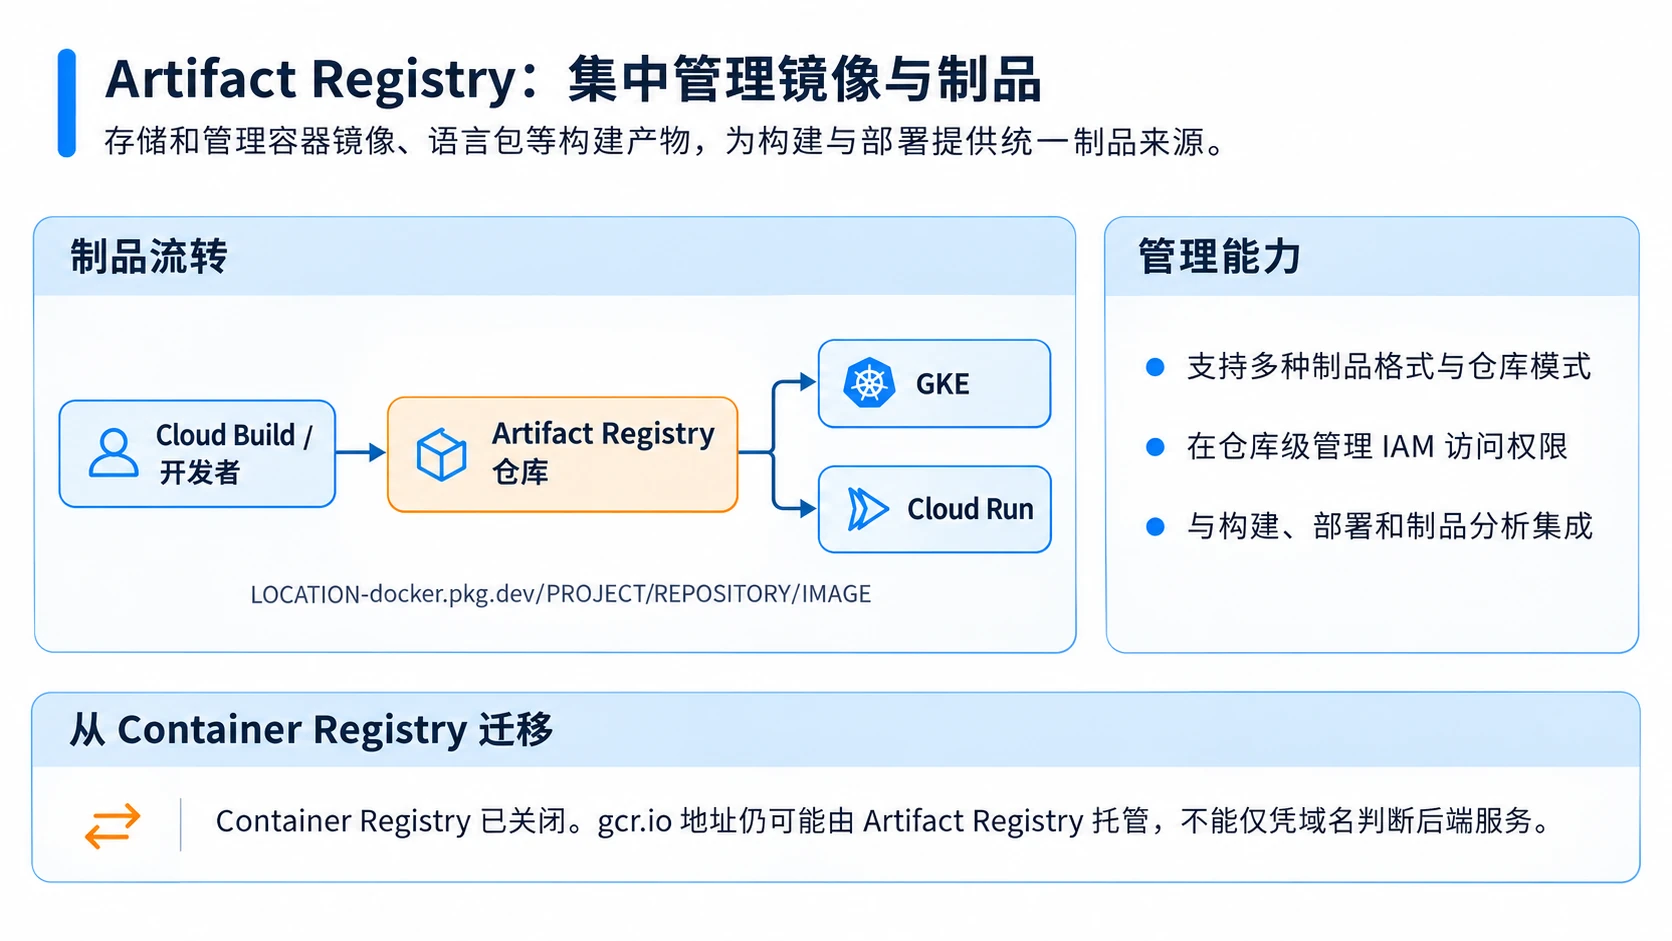 Artifact Registry：集中管理镜像与制品
存储和管理容器镜像、语言包等构建产物，为构建与部署提供统一制品来源。
制品流转
Cloud Build /
开发者
Artifact Registry
仓库
GKE
Cloud Run
LOCATION-docker.pkg.dev/PROJECT/REPOSITORY/IMAGE
管理能力
支持多种制品格式与仓库模式
在仓库级管理 IAM 访问权限
与构建、部署和制品分析集成
从 Container Registry 迁移
Container Registry 已关闭。gcr.io 地址仍可能由 Artifact Registry 托管，不能仅凭域名判断后端服务。